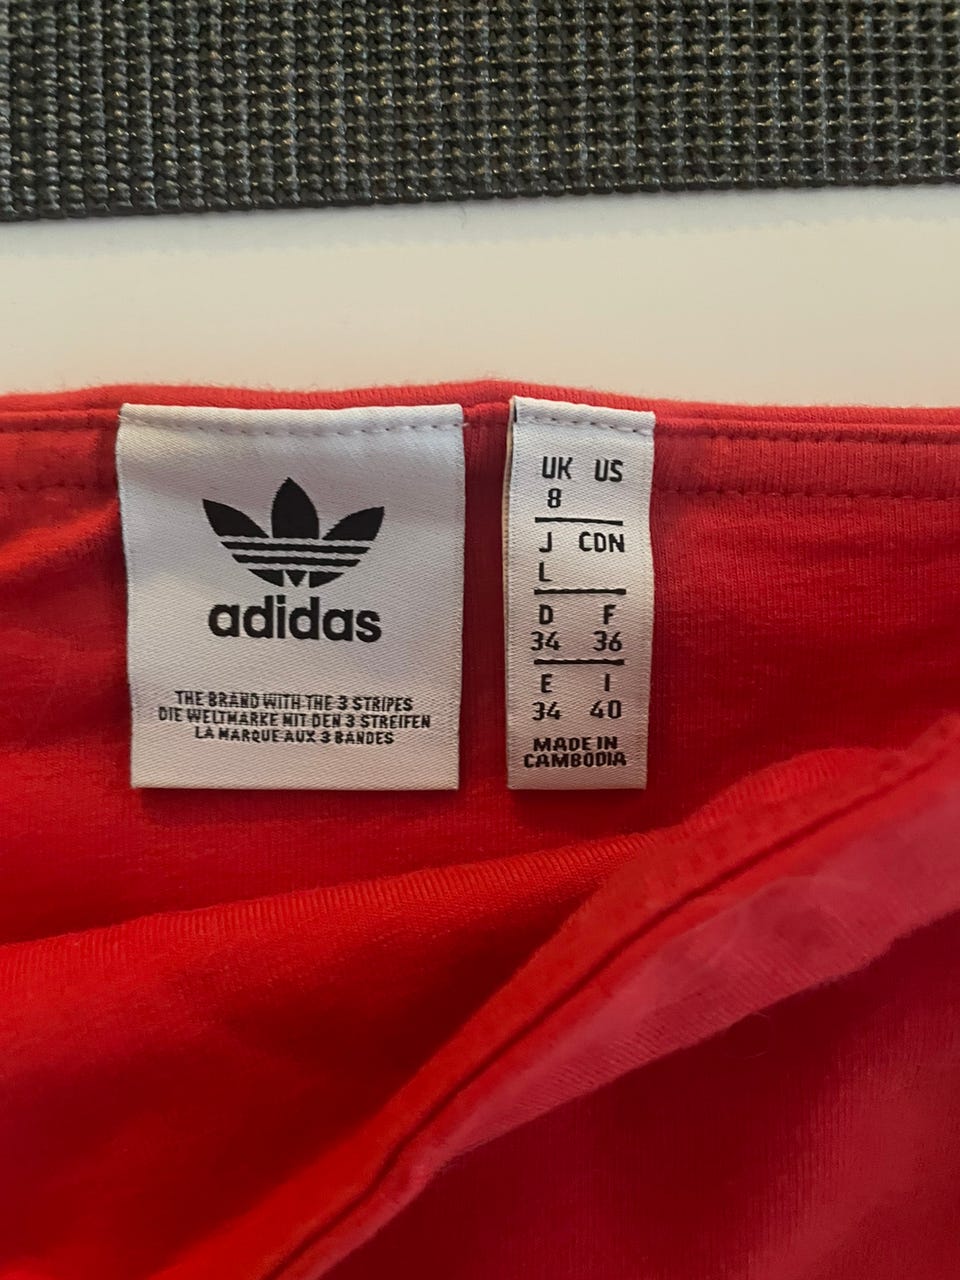 adidas
THE BRAND WITH THE 3 STRIPES
DIE WELTMARKE MIT DEN 3 STREIFEN
LA MARQUE AUX 3 BANDES
UK US
8
J CDN
L
D F
34 36
E I
34 40
MADE IN
CAMBODIA